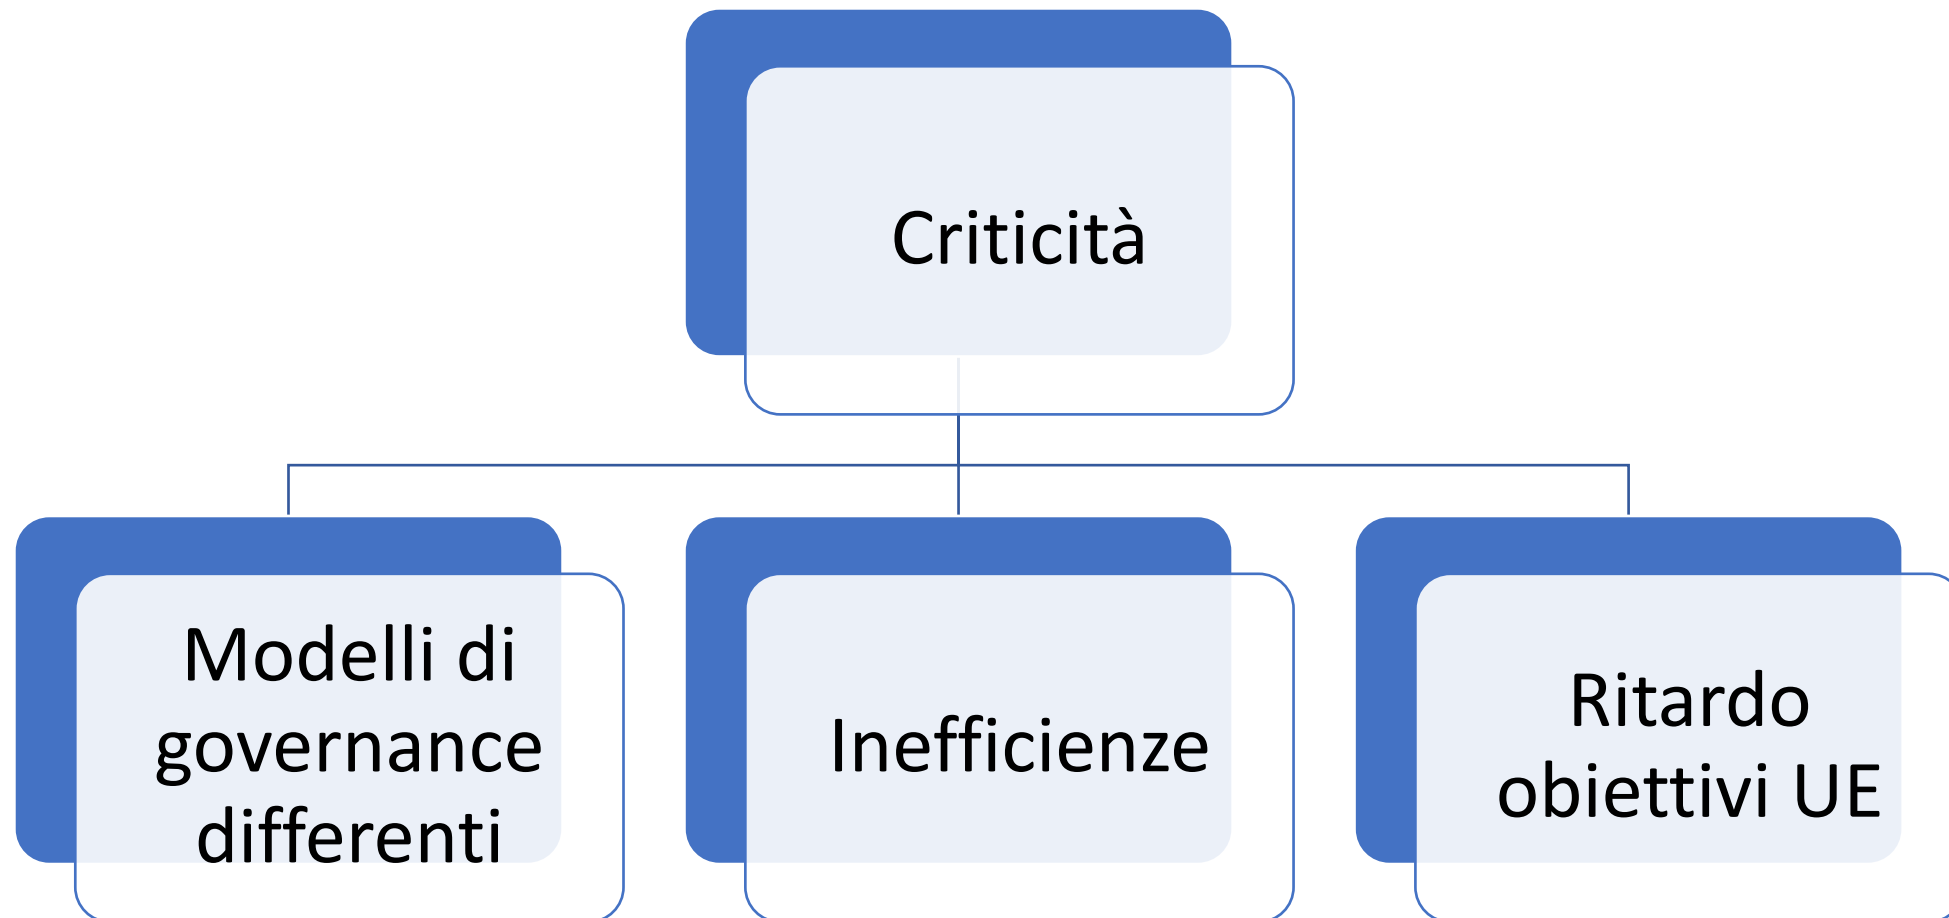 Criticità
Modelli di
governance
differenti
Inefficienze
Ritardo
obiettivi UE